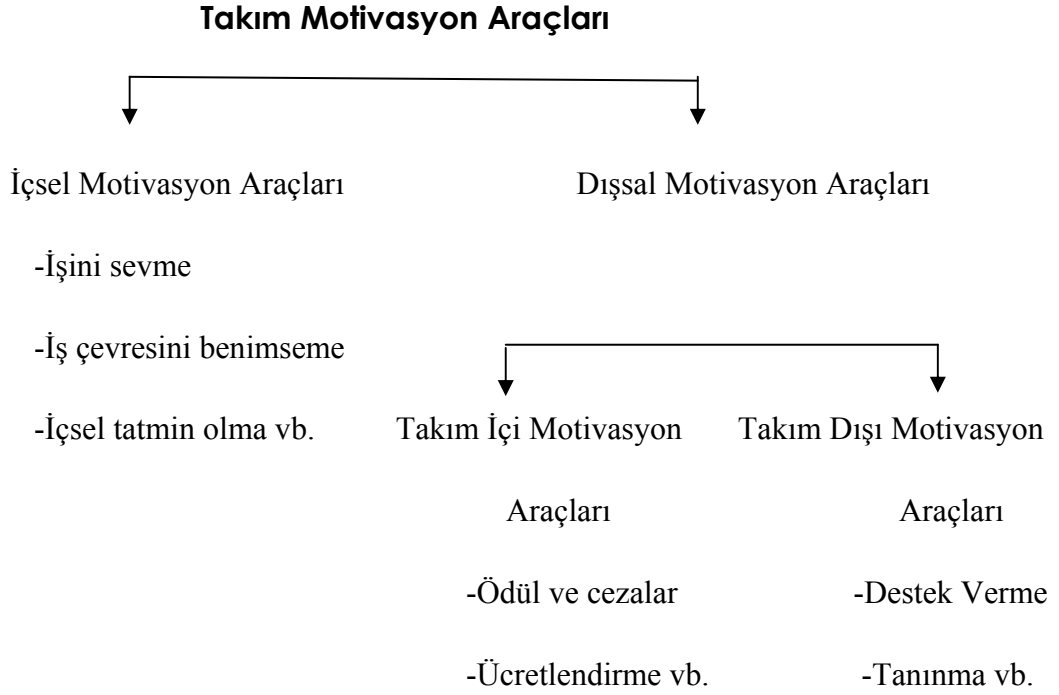 Takım Motivasyon Araçları
İçsel Motivasyon Araçları
Dışsal Motivasyon Araçları
-İşini sevme
-İş çevresini benimseme
-İçsel tatmin olma vb.
Takım İçi Motivasyon
Araçları
-Ödül ve cezalar
-Ücretlendirme vb.
Takım Dışı Motivasyon
Araçları
-Destek Verme
-Tanınma vb.